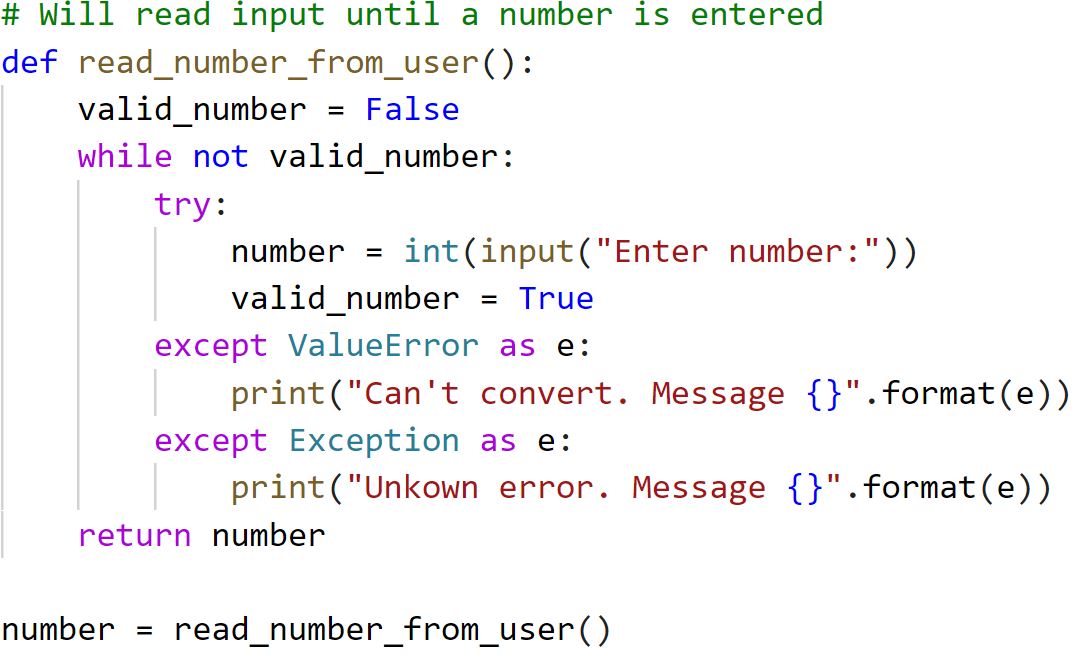 # Will read input until a number is entered
def read_number_from_user():
    valid_number = False
    while not valid_number:
        try:
            number = int(input("Enter number:"))
            valid_number = True
        except ValueError as e:
            print("Can't convert. Message {}".format(e))
        except Exception as e:
            print("Unkown error. Message {}".format(e))
    return number

number = read_number_from_user()